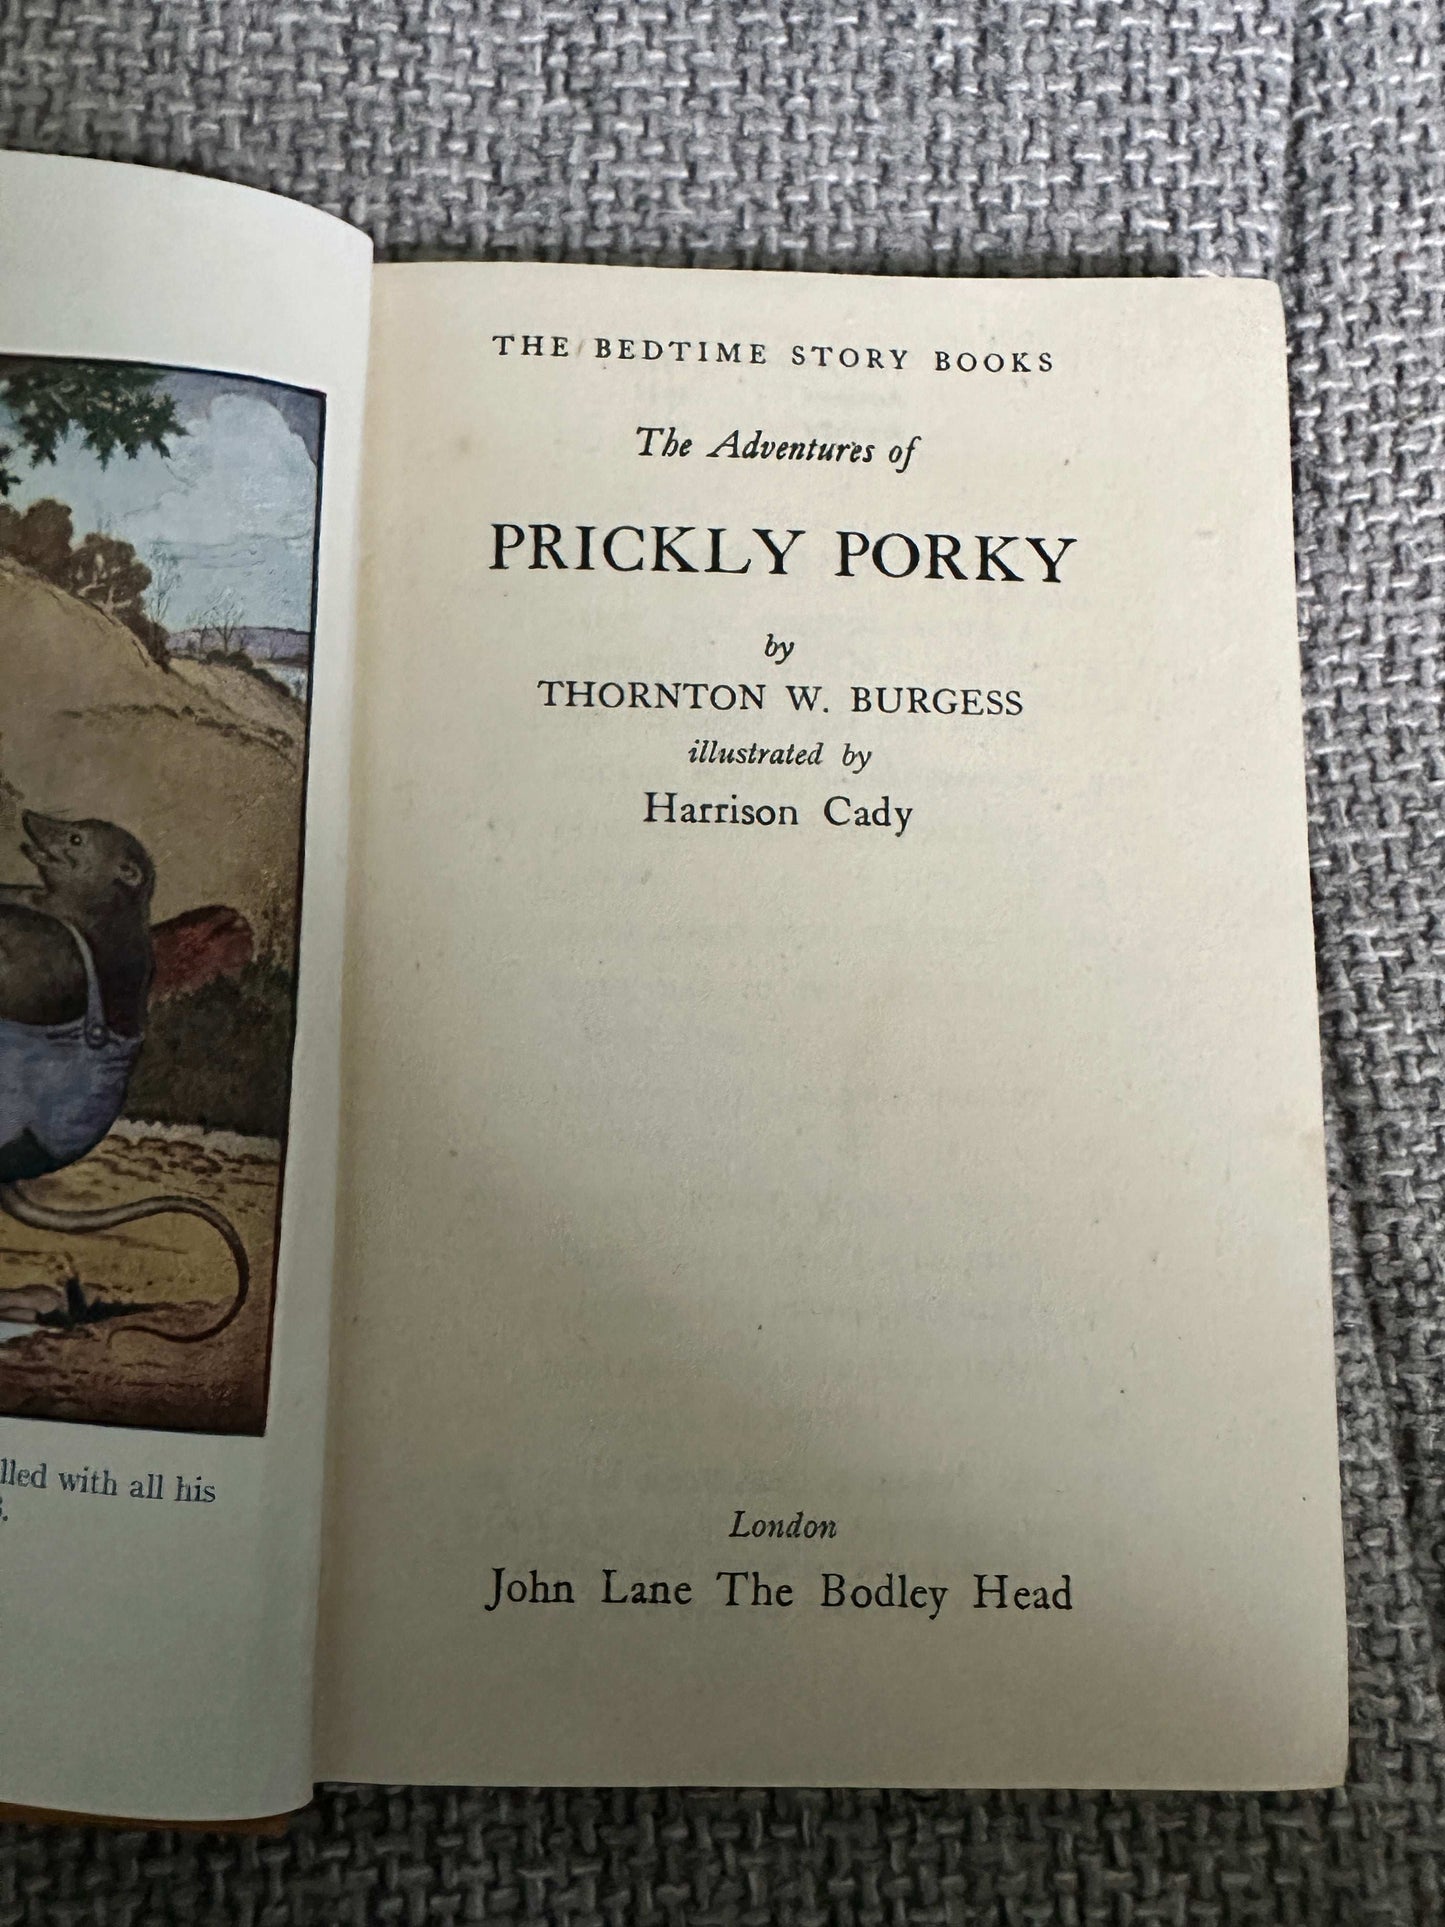 THE BEDTIME STORY BOOKS
The Adventures of
PRICKLY PORKY
by
THORNTON W. BURGESS
illustrated by
Harrison Cady
London
John Lane The Bodley Head
with all his